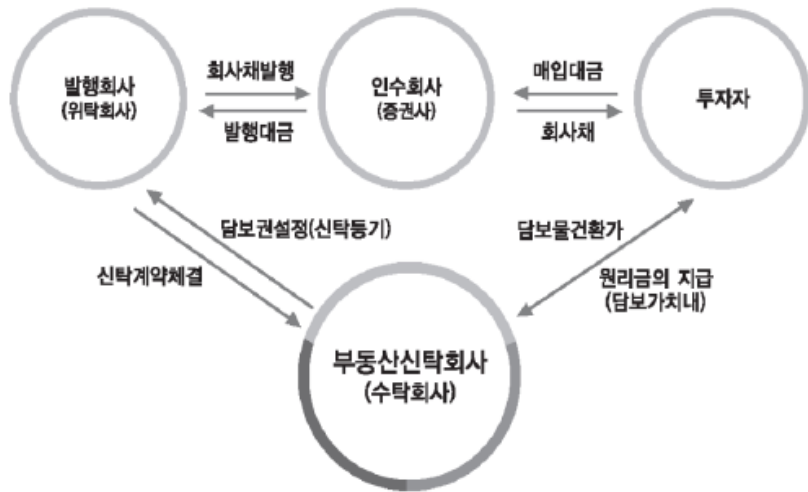 발행회사
(위탁회사)
회사채발행
발행대금
인수회사
(증권사)
매입대금
회사채
투자자
담보권설정(신탁등기)
신탁계약체결
담보물건환가
원리금의 지급
(담보가치내)
부동산신탁회사
(수탁회사)